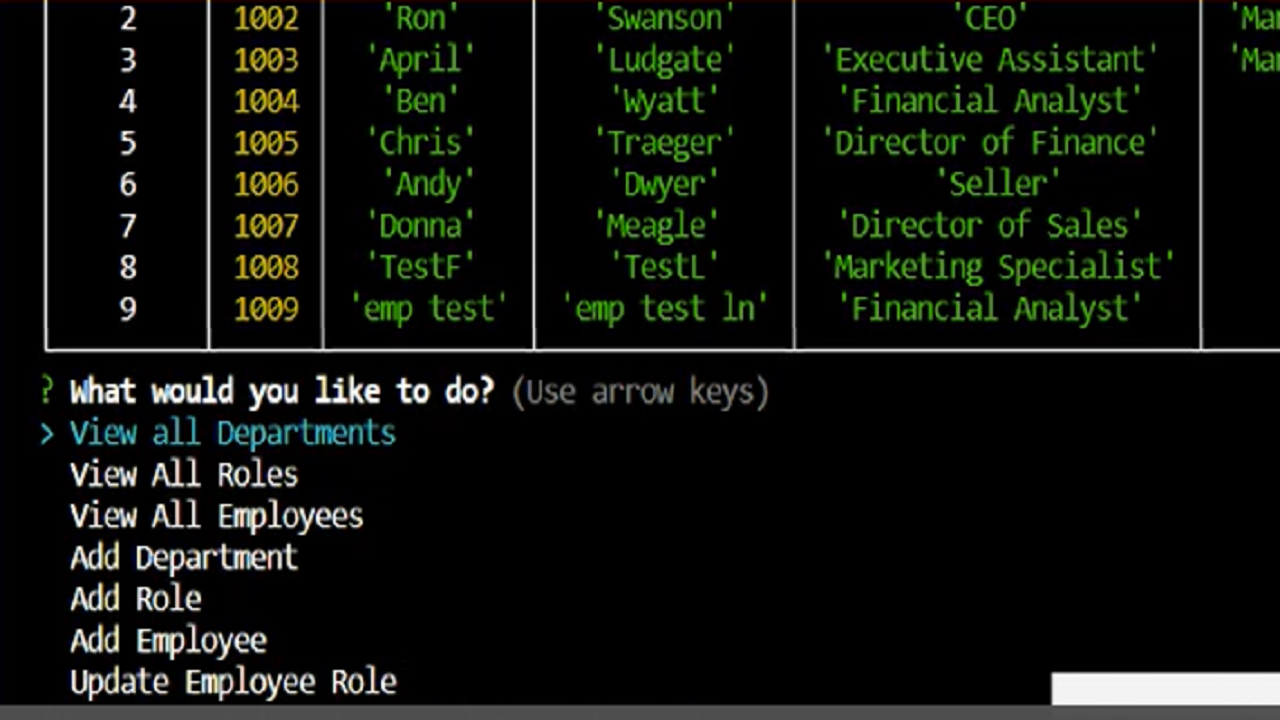 2 1002 'Ron' 'Swanson' 'CEO'
3 1003 'April' 'Ludgate' 'Executive Assistant'
4 1004 'Ben' 'Wyatt' 'Financial Analyst'
5 1005 'Chris' 'Traeger' 'Director of Finance'
6 1006 'Andy' 'Dwyer' 'Seller'
7 1007 'Donna' 'Meagle' 'Director of Sales'
8 1008 'TestF' 'TestL' 'Marketing Specialist'
9 1009 'emp test' 'emp test ln' 'Financial Analyst'
? What would you like to do? (Use arrow keys)
> View all Departments
View All Roles
View All Employees
Add Department
Add Role
Add Employee
Update Employee Role